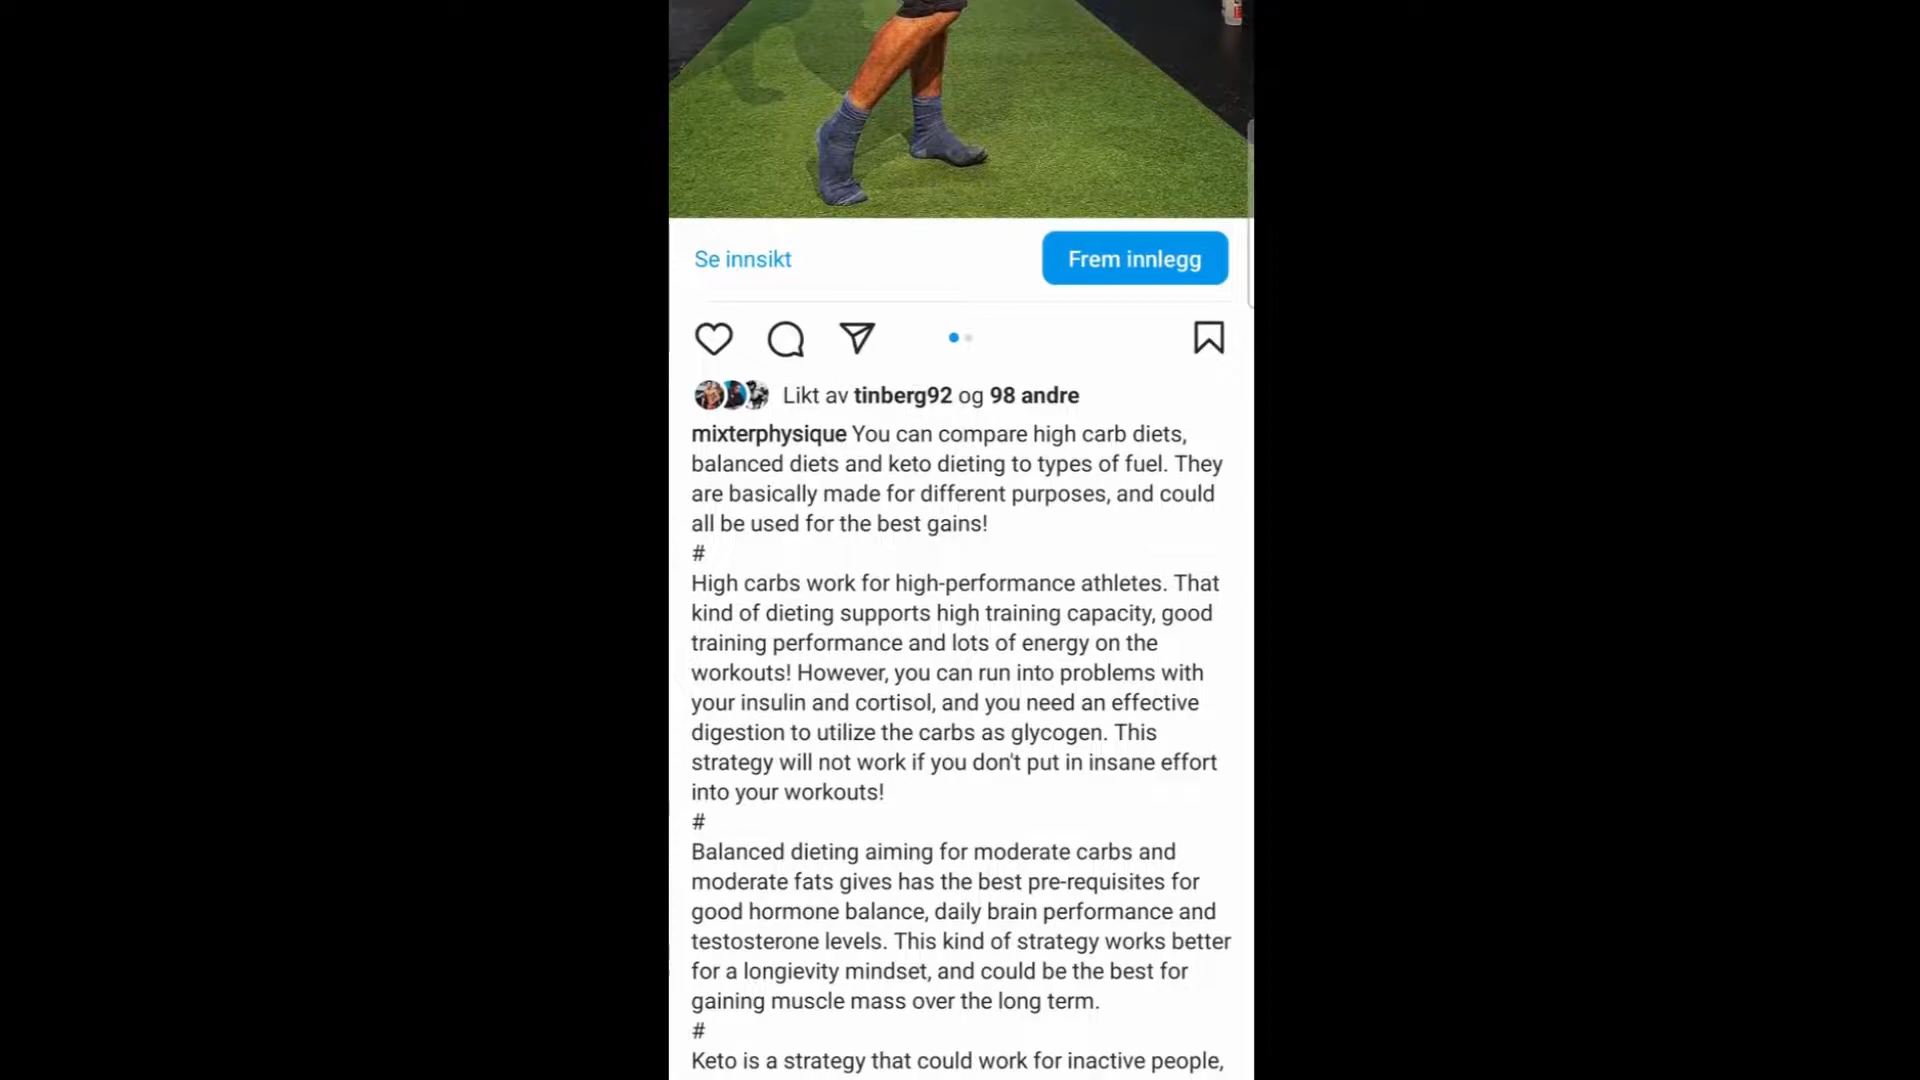 Se innsikt
Frem innlegg
Likt av tinberg92 og 98 andre
mixterphysique You can compare high carb diets,
balanced diets and keto dieting to types of fuel. They
are basically made for different purposes, and could
all be used for the best gains!
#
High carbs work for high-performance athletes. That
kind of dieting supports high training capacity, good
training performance and lots of energy on the
workouts! However, you can run into problems with
your insulin and cortisol, and you need an effective
digestion to utilize the carbs as glycogen. This
strategy will not work if you don't put in insane effort
into your workouts!
#
Balanced dieting aiming for moderate carbs and
moderate fats gives has the best pre-requisites for
good hormone balance, daily brain performance and
testosterone levels. This kind of strategy works better
for a longievity mindset, and could be the best for
gaining muscle mass over the long term.
#
Keto is a strategy that could work for inactive people,